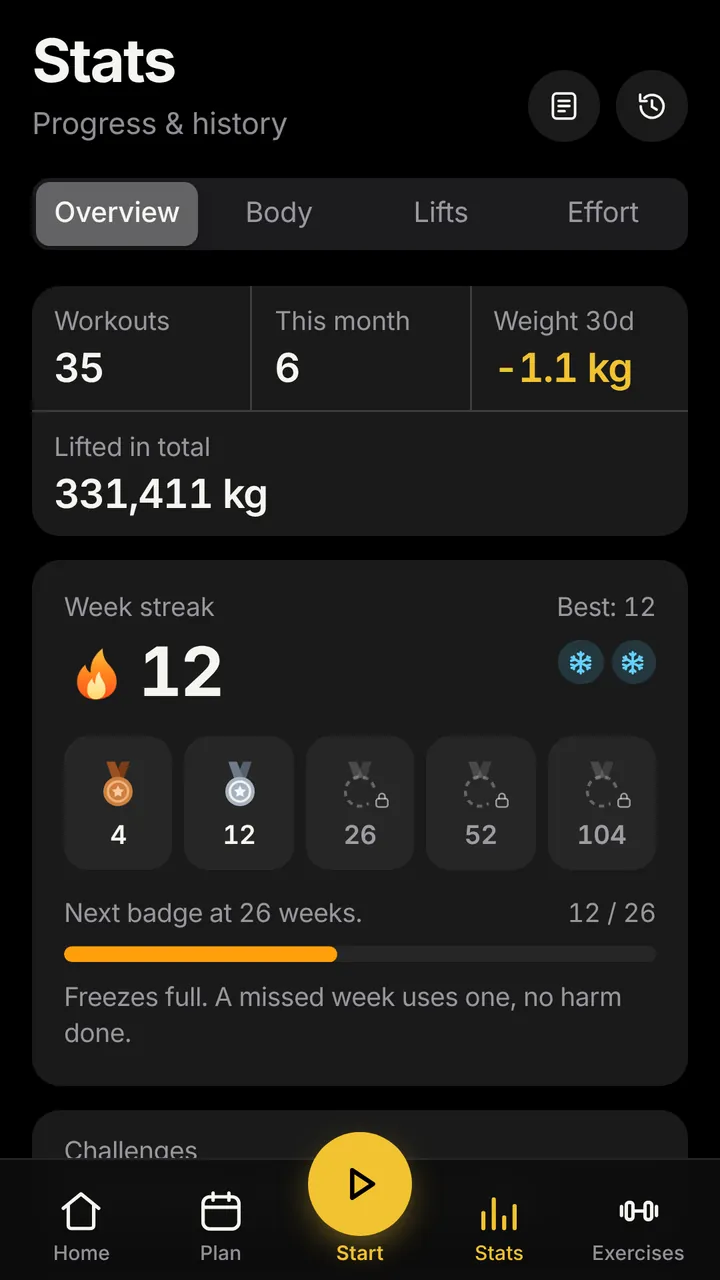 Stats
Progress & history
Overview
Body
Lifts
Effort
Workouts
35
This month
6
Weight 30d
-1.1 kg
Lifted in total
331,411 kg
Week streak
Best: 12
12
4
12
26
52
104
Next badge at 26 weeks.
12 / 26
Freezes full. A missed week uses one, no harm
done.
Challenges
Home
Plan
Start
Stats
Exercises